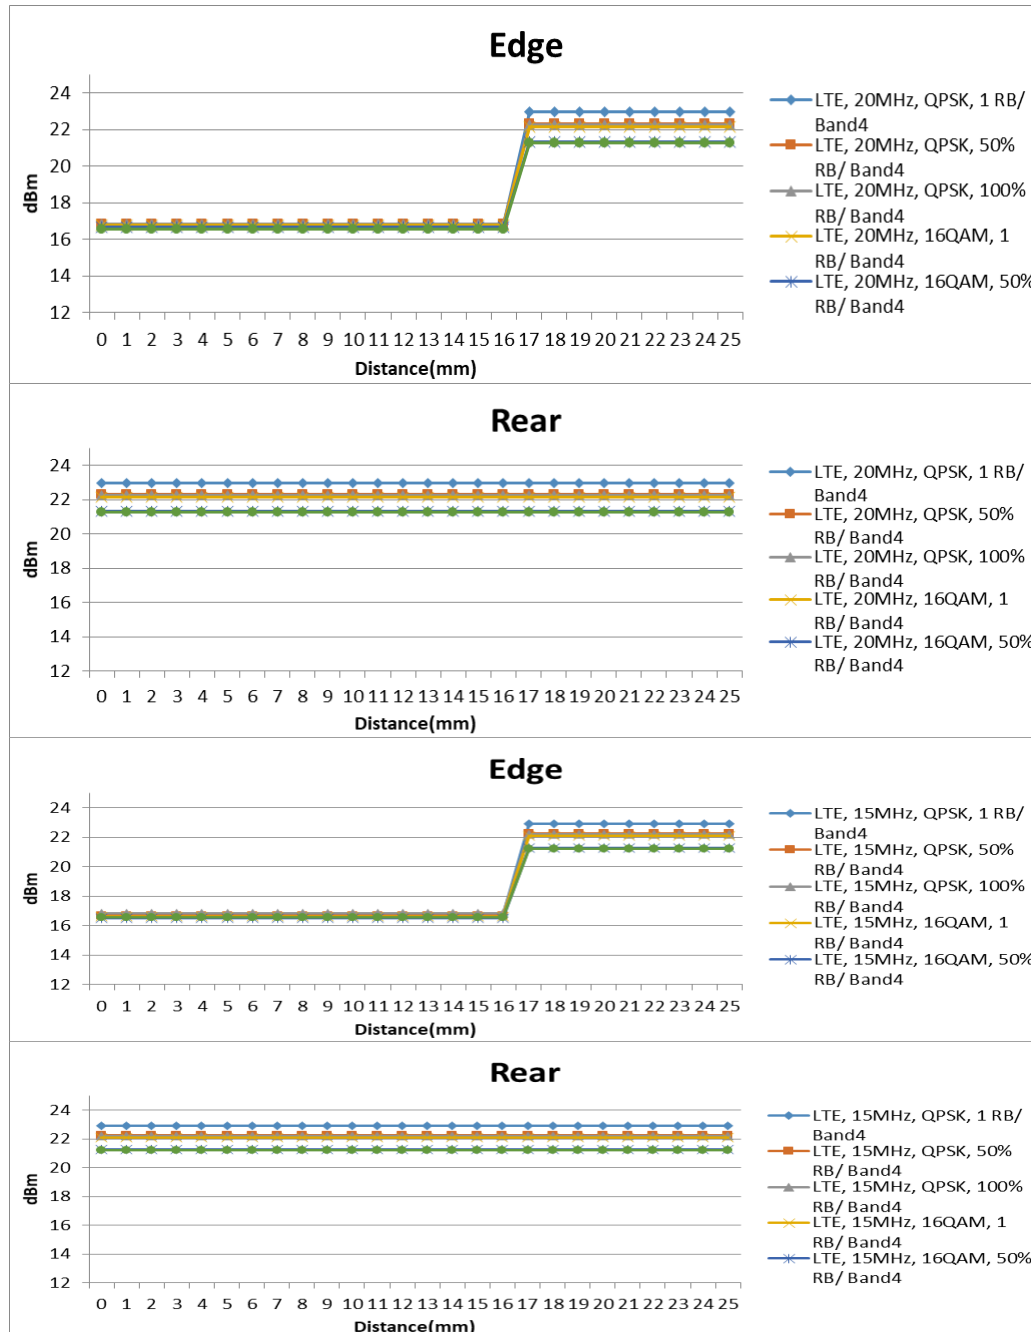 Edge
24
22
20
18
16
14
12
dBm
0 1 2 3 4 5 6 7 8 9 10 11 12 13 14 15 16 17 18 19 20 21 22 23 24 25
Distance(mm)
LTE, 20MHz, QPSK, 1 RB/
Band4
LTE, 20MHz, QPSK, 50%
RB/ Band4
LTE, 20MHz, QPSK, 100%
RB/ Band4
LTE, 20MHz, 16QAM, 1
RB/ Band4
LTE, 20MHz, 16QAM, 50%
RB/ Band4
Rear
24
22
20
18
16
14
12
dBm
0 1 2 3 4 5 6 7 8 9 10 11 12 13 14 15 16 17 18 19 20 21 22 23 24 25
Distance(mm)
LTE, 20MHz, QPSK, 1 RB/
Band4
LTE, 20MHz, QPSK, 50%
RB/ Band4
LTE, 20MHz, QPSK, 100%
RB/ Band4
LTE, 20MHz, 16QAM, 1
RB/ Band4
LTE, 20MHz, 16QAM, 50%
RB/ Band4
Edge
24
22
20
18
16
14
12
dBm
0 1 2 3 4 5 6 7 8 9 10 11 12 13 14 15 16 17 18 19 20 21 22 23 24 25
Distance(mm)
LTE, 15MHz, QPSK, 1 RB/
Band4
LTE, 15MHz, QPSK, 50%
RB/ Band4
LTE, 15MHz, QPSK, 100%
RB/ Band4
LTE, 15MHz, 16QAM, 1
RB/ Band4
LTE, 15MHz, 16QAM, 50%
RB/ Band4
Rear
24
22
20
18
16
14
12
dBm
0 1 2 3 4 5 6 7 8 9 10 11 12 13 14 15 16 17 18 19 20 21 22 23 24 25
Distance(mm)
LTE, 15MHz, QPSK, 1 RB/
Band4
LTE, 15MHz, QPSK, 50%
RB/ Band4
LTE, 15MHz, QPSK, 100%
RB/ Band4
LTE, 15MHz, 16QAM, 1
RB/ Band4
LTE, 15MHz, 16QAM, 50%
RB/ Band4